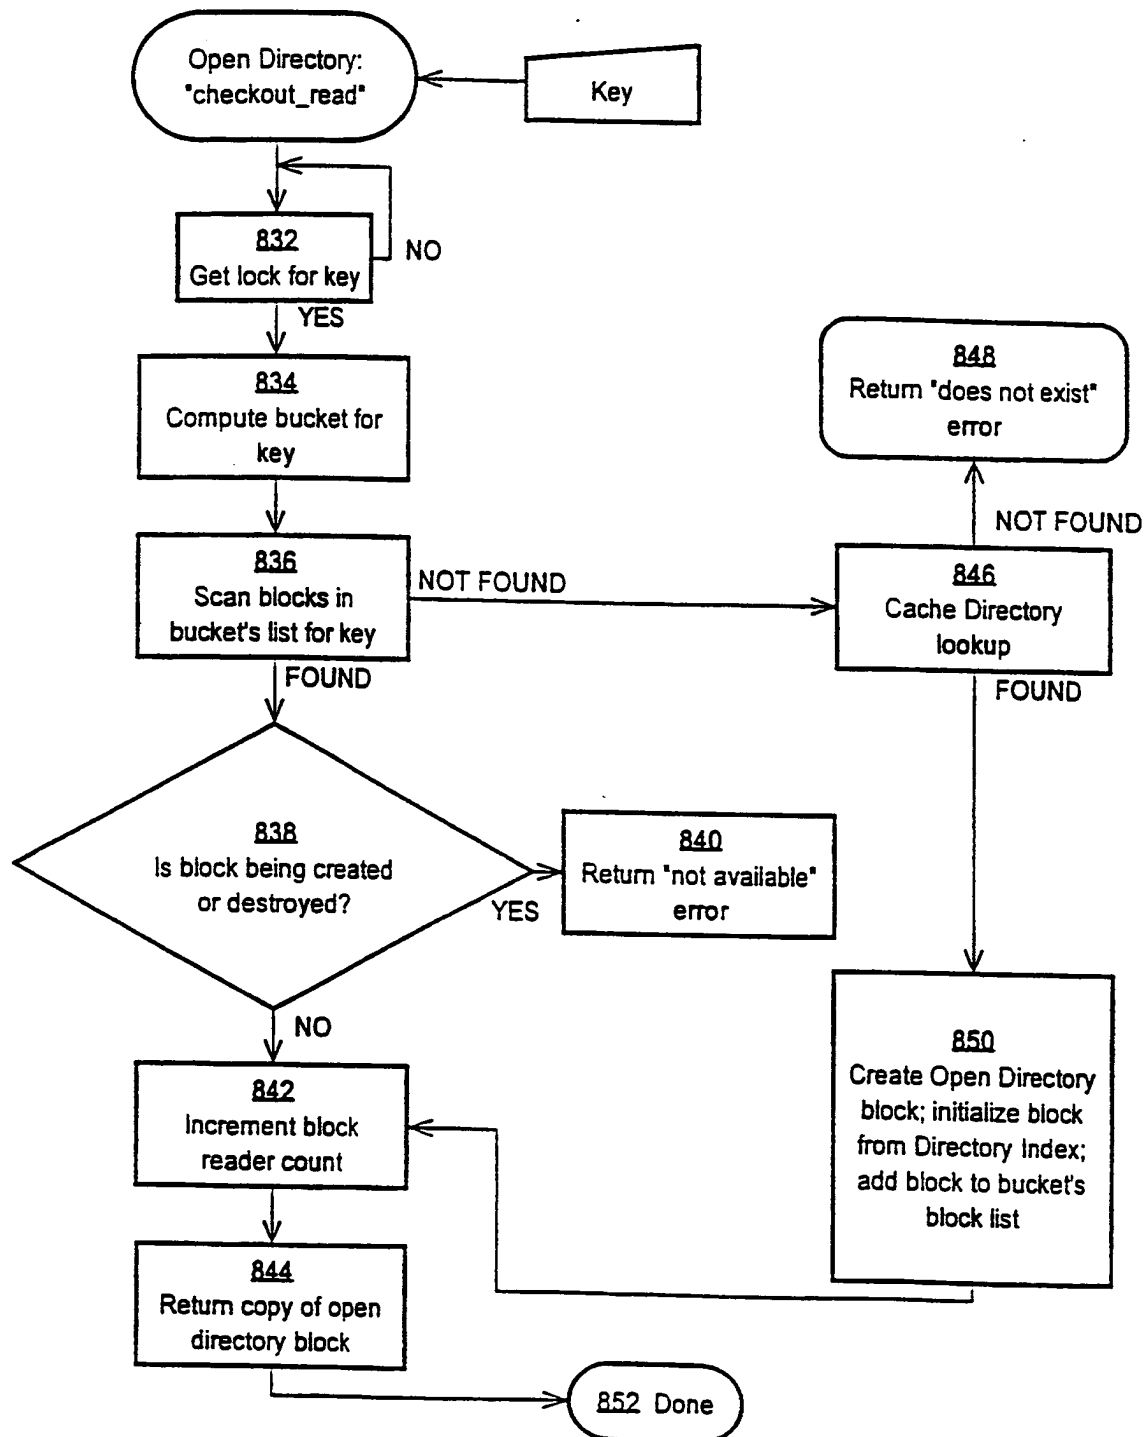 Open Directory:
"checkout_read"
Key
832
Get lock for key
NO
YES
834
Compute bucket for
key
836
Scan blocks in
bucket's list for key
NOT FOUND
FOUND
838
Is block being created
or destroyed?
YES
840
Return "not available"
error
NO
842
Increment block
reader count
844
Return copy of open
directory block
852 Done
848
Return "does not exist"
error
NOT FOUND
846
Cache Directory
lookup
FOUND
850
Create Open Directory
block; initialize block
from Directory Index;
add block to bucket's
block list